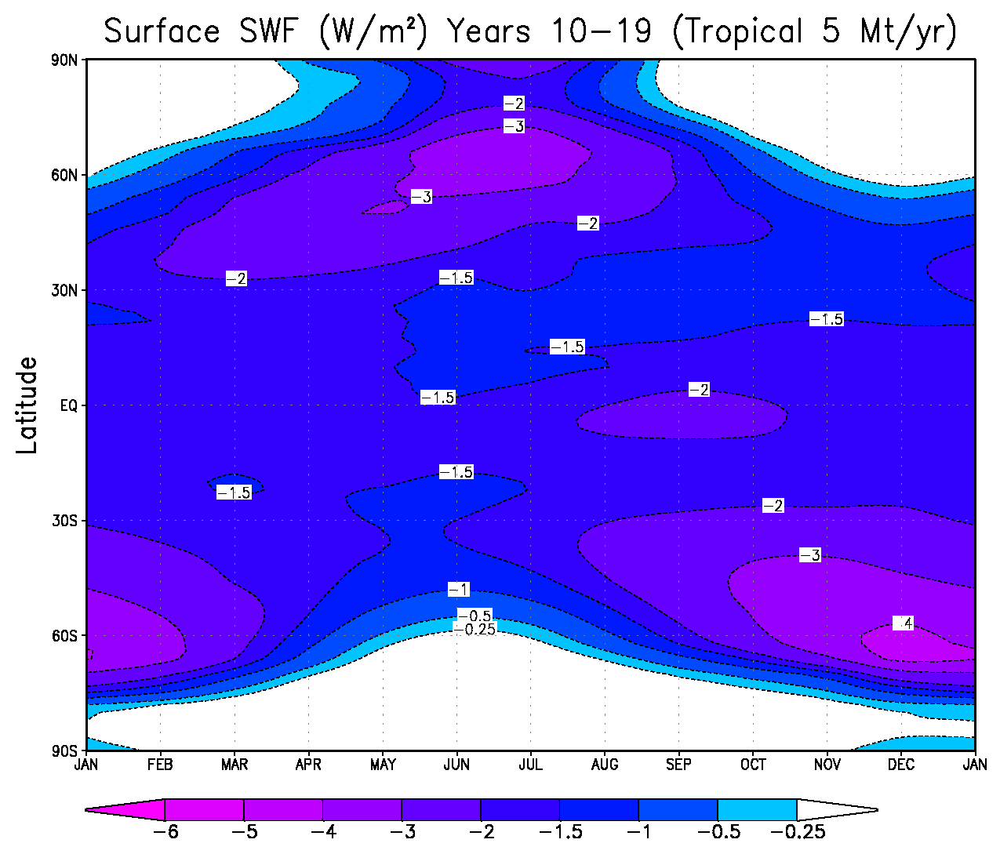 Surface SWF (W/m²) Years 10−19 (Tropical 5 Mt/yr)
90N
−2
−3
60N
−3
−2
−1.5
−2
30N
−1.5
−1.5
−2
−1.5
EQ
Latitude
−1.5
−1.5
−2
30S
−3
−1
−0.5
−4
−0.25
60S
90S
JAN FEB MAR APR MAY JUN JUL AUG SEP OCT NOV DEC JAN
−6 −5 −4 −3 −2 −1.5 −1 −0.5 −0.25